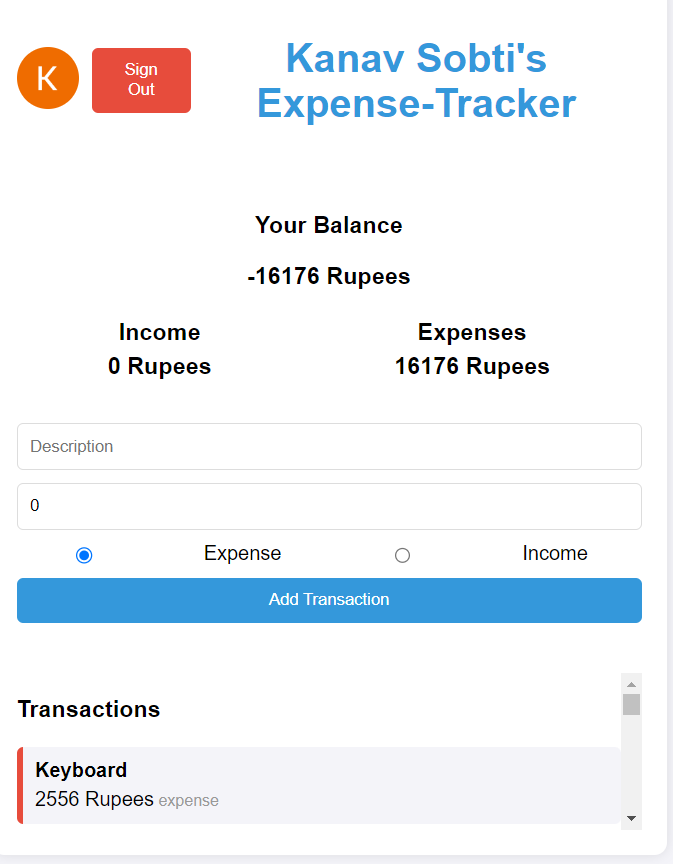 K
Sign
Out
Kanav Sobti's
Expense-Tracker
Your Balance
-16176 Rupees
Income
Expenses
0 Rupees
16176 Rupees
Description
0
Expense
Income
Add Transaction
Transactions
Keyboard
2556 Rupees expense